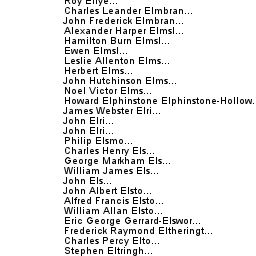 Roy Ellye...
Charles Leander Elmbran...
John Frederick Elmbran...
Alexander Harper Elmsl...
Hamilton Burn Elmsl...
Ewen Elmsl...
Leslie Allenton Elms...
Herbert Elms...
John Hutchinson Elms...
Noel Victor Elms...
Howard Elphinstone Elphinstone-Hollow.
James Webster Elri...
John Elri...
John Elri...
Philip Elsmo...
Charles Henry Els...
George Markham Els...
William James Els...
John Els...
John Albert Elsto...
Alfred Francis Elsto...
William Allan Elsto...
Eric George Gerrard-Elswor...
Frederick Raymond Eltheringt...
Charles Percy Elto...
Stephen Eltringh...